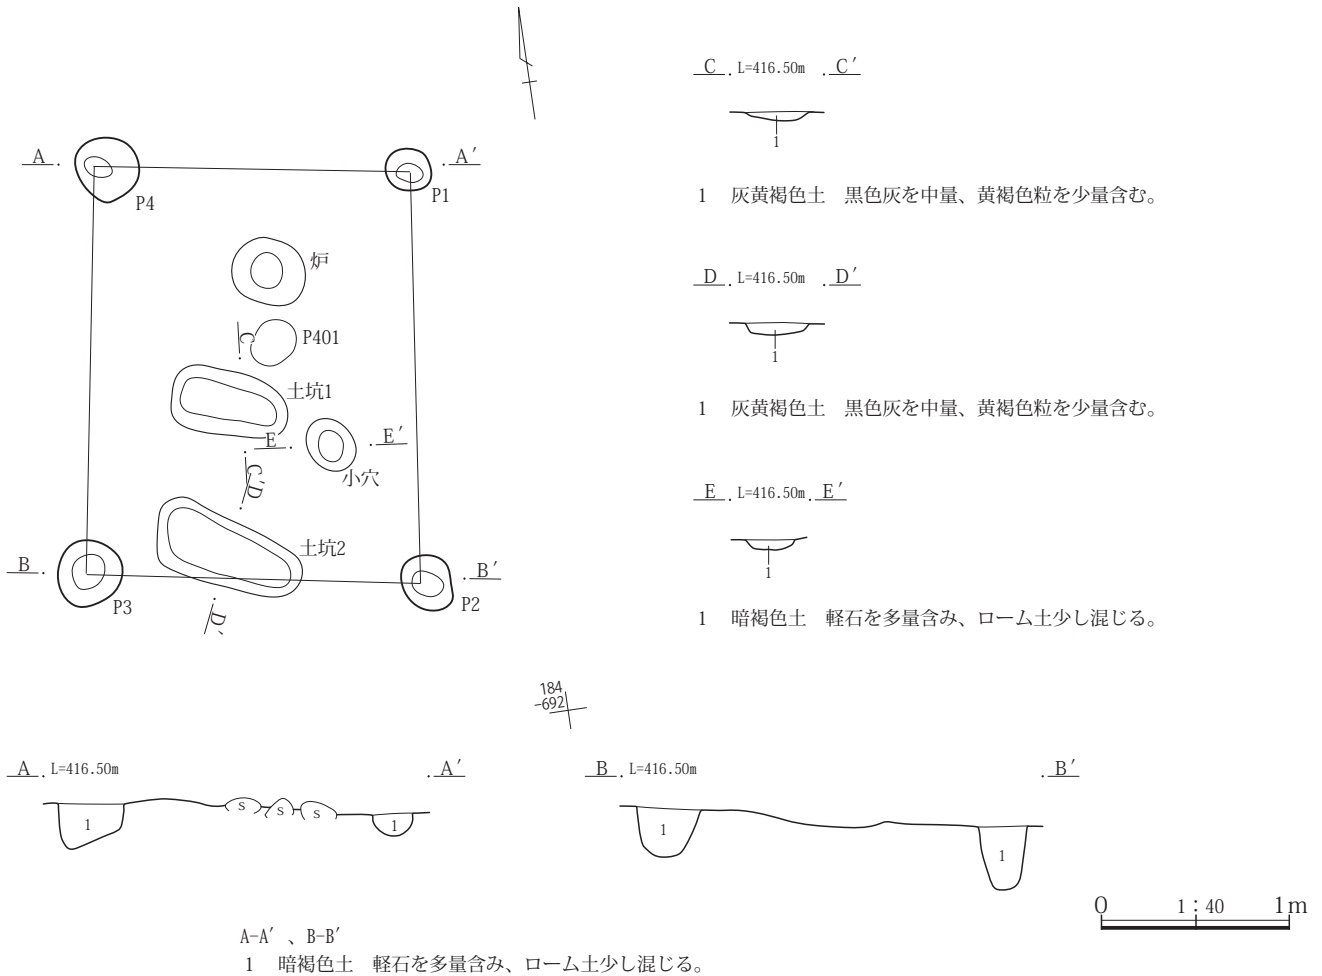 A A′
P4
P1
炉
C
P401
土坑1
E E′
C′
D
小穴
土坑2
B B′
P3
P2
D′
C L=416.50m C′
1
1 灰黄褐色土 黒色灰を中量、黄褐色粒を少量含む。
D L=416.50m D′
1
1 灰黄褐色土 黒色灰を中量、黄褐色粒を少量含む。
E L=416.50m E′
1
1 暗褐色土 軽石を多量含み、ローム土少し混じる。
184
-692
A L=416.50m A′
1 S S S 1
B L=416.50m B′
1 1
0 1:40 1m
A-A′、B-B′
1 暗褐色土 軽石を多量含み、ローム土少し混じる。